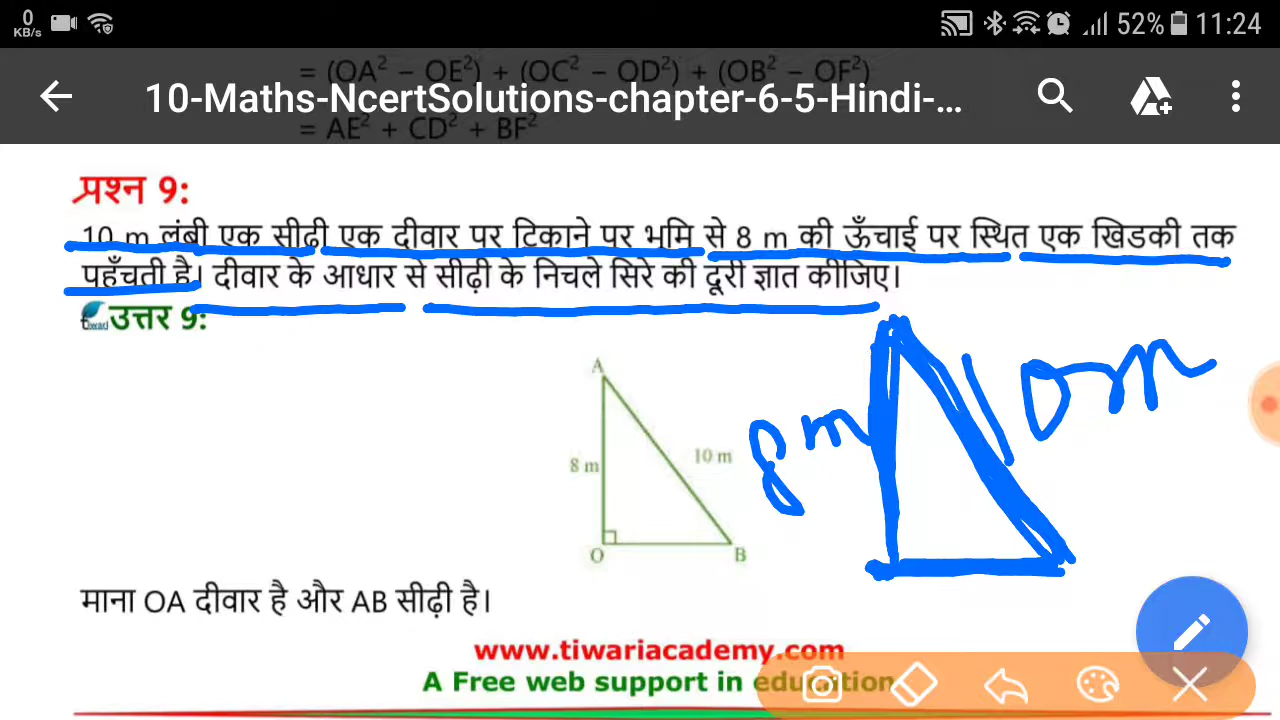 0
KB/s
52% 11:24
= (OA² − OE²) + (OC² − OD²) + (OB² − OF²)
10-Maths-NcertSolutions-chapter-6-5-Hindi-...
= AE² + CD² + BF²
प्रश्न 9:
10 m लंबी एक सीढ़ी एक दीवार पर टिकाने पर भूमि से 8 m की ऊँचाई पर स्थित एक खिडकी तक
पहुँचती है। दीवार के आधार से सीढ़ी के निचले सिरे की दूरी ज्ञात कीजिए।
उत्तर 9:
A
8 m
10 m
O
B
8 m
10 m
माना OA दीवार है और AB सीढ़ी है।
www.tiwariacademy.com
A Free web support in education